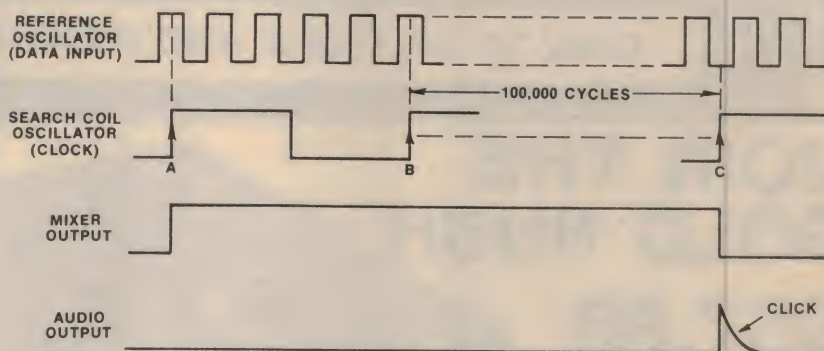 REFERENCE
OSCILLATOR
(DATA INPUT)
100,000 CYCLES
SEARCH COIL
OSCILLATOR
(CLOCK)
A
B
C
MIXER
OUTPUT
AUDIO
OUTPUT
CLICK